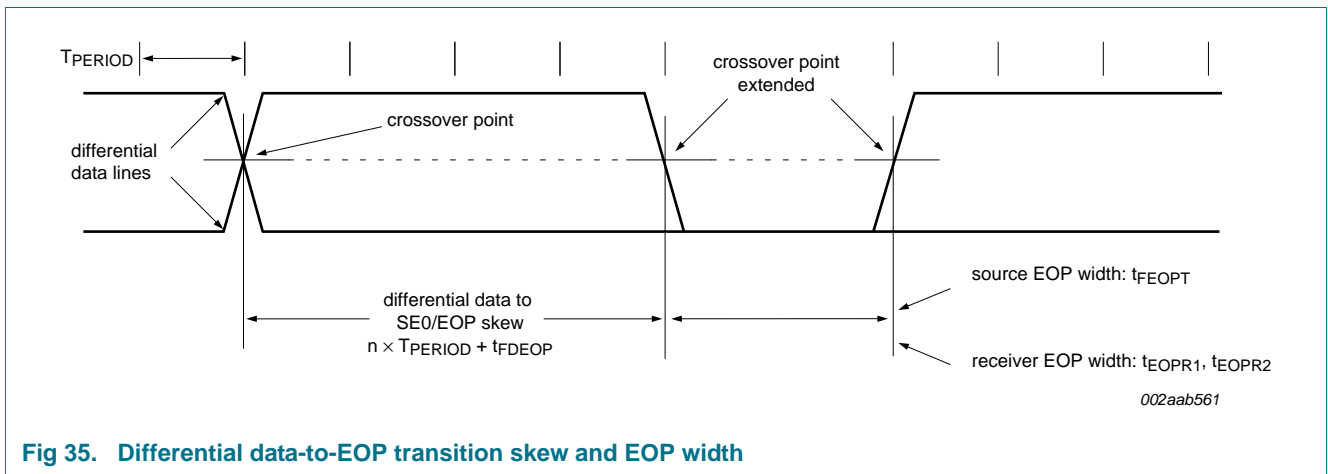 TPERIOD
crossover point
extended
crossover point
differential
data lines
differential data to
SE0/EOP skew
n × TPERIOD + tFDEOP
source EOP width: tFEOPT
receiver EOP width: tEOPR1, tEOPR2
002aab561
Fig 35. Differential data-to-EOP transition skew and EOP width